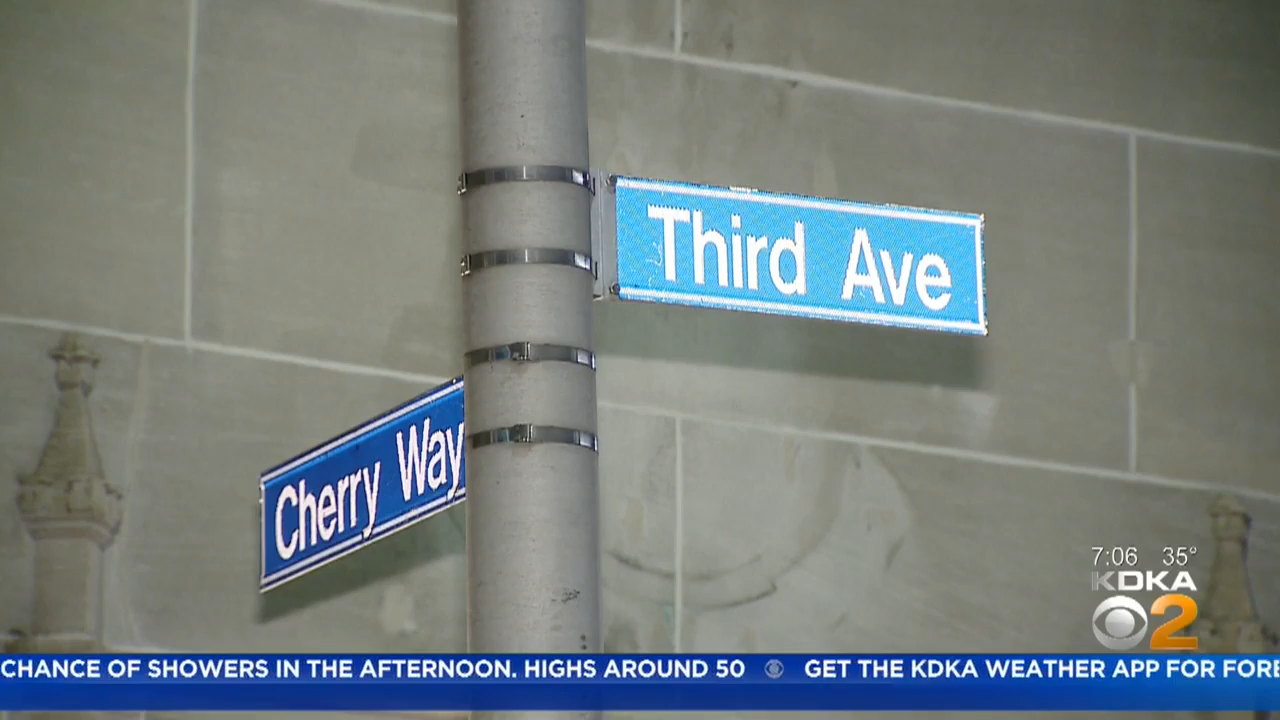 Third Ave
Cherry Way
7:06 35°
KDKA
2
CHANCE OF SHOWERS IN THE AFTERNOON. HIGHS AROUND 50 GET THE KDKA WEATHER APP FOR FORE